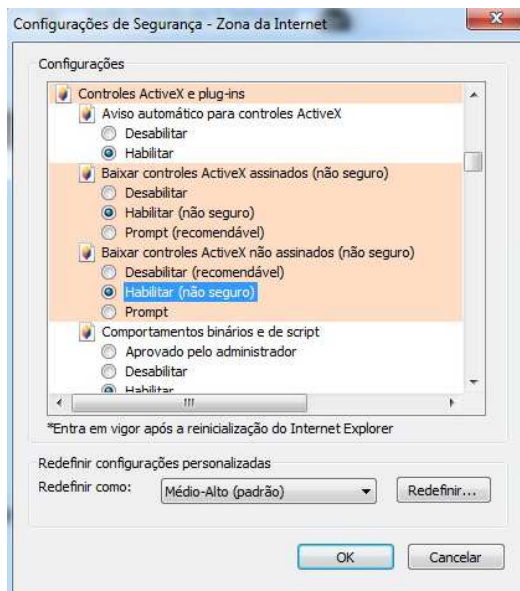 Configurações de Segurança - Zona da Internet
Configurações
Controles ActiveX e plug-ins
Aviso automático para controles ActiveX
Desabilitar
Habilitar
Baixar controles ActiveX assinados (não seguro)
Desabilitar
Habilitar (não seguro)
Prompt (recomendável)
Baixar controles ActiveX não assinados (não seguro)
Desabilitar (recomendável)
Habilitar (não seguro)
Prompt
Comportamentos binários e de script
Aprovado pelo administrador
Desabilitar
Habilitar
*Entra em vigor após a reinicialização do Internet Explorer
Redefinir configurações personalizadas
Redefinir como: Médio-Alto (padrão) Redefinir...
OK Cancelar